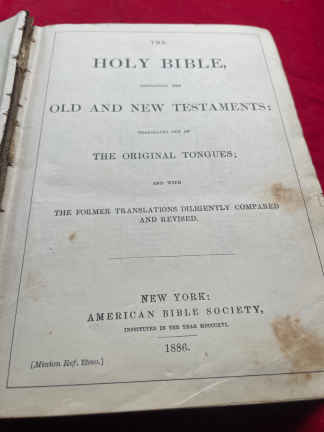 THE
HOLY BIBLE,
CONTAINING THE
OLD AND NEW TESTAMENTS:
TRANSLATED OUT OF
THE ORIGINAL TONGUES;
AND WITH
THE FORMER TRANSLATIONS DILIGENTLY COMPARED
AND REVISED.
NEW YORK:
AMERICAN BIBLE SOCIETY,
INSTITUTED IN THE YEAR MDCCCXVI.
1886.
[Minion Ref. 12mo.]